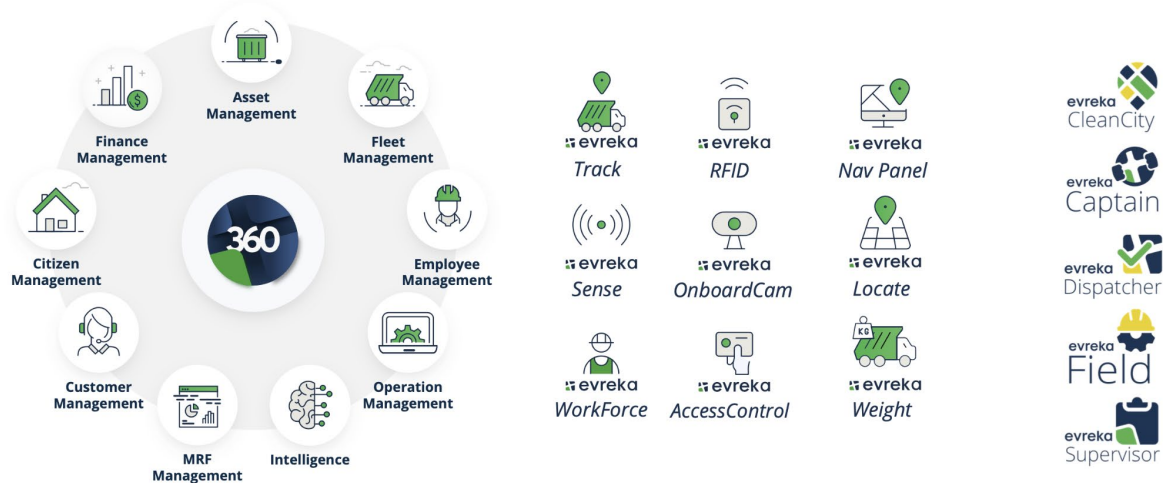 Asset
Management
Finance
Management
Fleet
Management
360
Citizen
Management
Employee
Management
Customer
Management
Operation
Management
MRF
Management
Intelligence
evreka
Track
evreka
RFID
evreka
Nav Panel
evreka
Sense
evreka
OnboardCam
evreka
Locate
evreka
WorkForce
evreka
AccessControl
KG
evreka
Weight
evreka
CleanCity
evreka
Captain
evreka
Dispatcher
evreka
Field
evreka
Supervisor